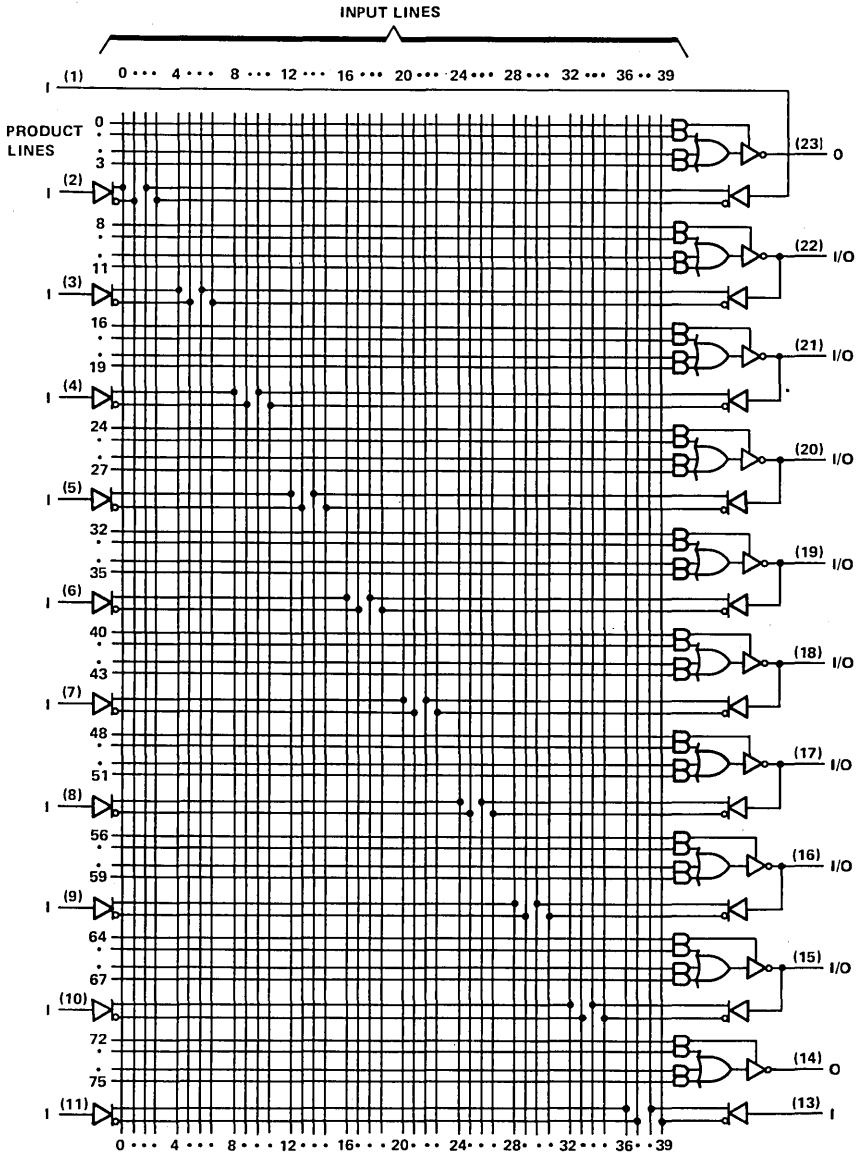 INPUT LINES
0 • • • 4 • • • 8 • • • 12 • • • 16 • • • 20 • • • 24 • • • 28 • • • 32 • • • 36 • • 39
I (1)
PRODUCT LINES
0
•
•
3
(23) O
I (2)
8
•
•
11
(22) I/O
I (3)
16
•
•
19
(21) I/O
I (4)
24
•
•
27
(20) I/O
I (5)
32
•
•
35
(19) I/O
I (6)
40
•
•
43
(18) I/O
I (7)
48
•
•
51
(17) I/O
I (8)
56
•
•
59
(16) I/O
I (9)
64
•
•
67
(15) I/O
I (10)
72
•
•
75
(14) O
I (11)
(13) I
0 • • • 4 • • • 8 • • • 12 • • • 16 • • • 20 • • • 24 • • • 28 • • • 32 • • • 36 • • 39